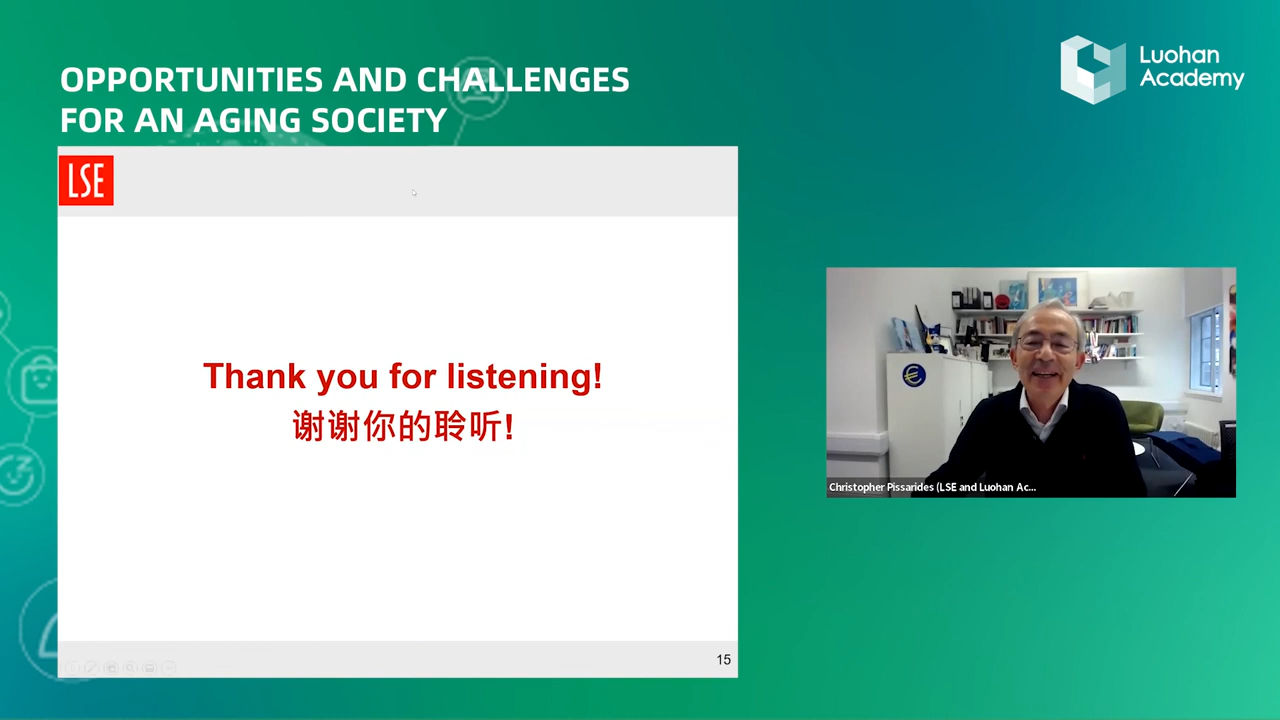 OPPORTUNITIES AND CHALLENGES
FOR AN AGING SOCIETY
Luohan
Academy
LSE
Thank you for listening!
谢谢你的聆听!
Christopher Pissarides (LSE and Luohan Ac...
15